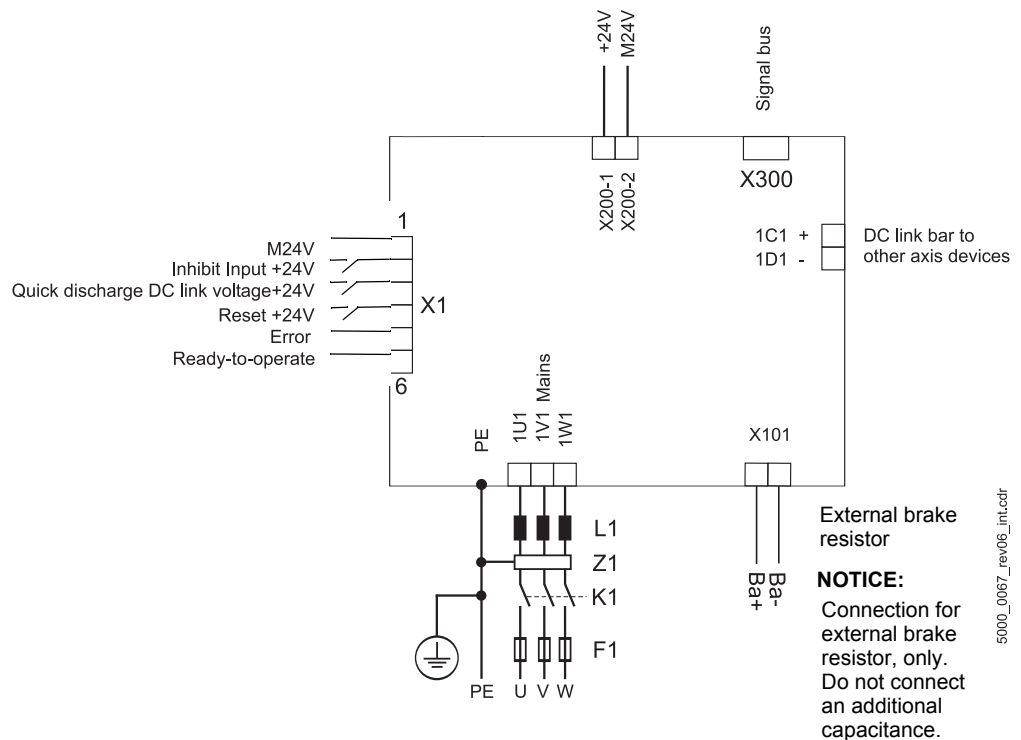 +24V
M24V
Signal bus
X200-1
X200-2
X300
1
M24V
Inhibit Input +24V
Quick discharge DC link voltage+24V
Reset +24V
Error
Ready-to-operate
X1
6
1C1 +
1D1 -
DC link bar to
other axis devices
PE
1U1
1V1 Mains
1W1
X101
L1
Z1
K1
F1
PE U V W
Ba+
Ba-
External brake
resistor
NOTICE:
Connection for
external brake
resistor, only.
Do not connect
an additional
capacitance.
5000_0067_rev06_int.cdr